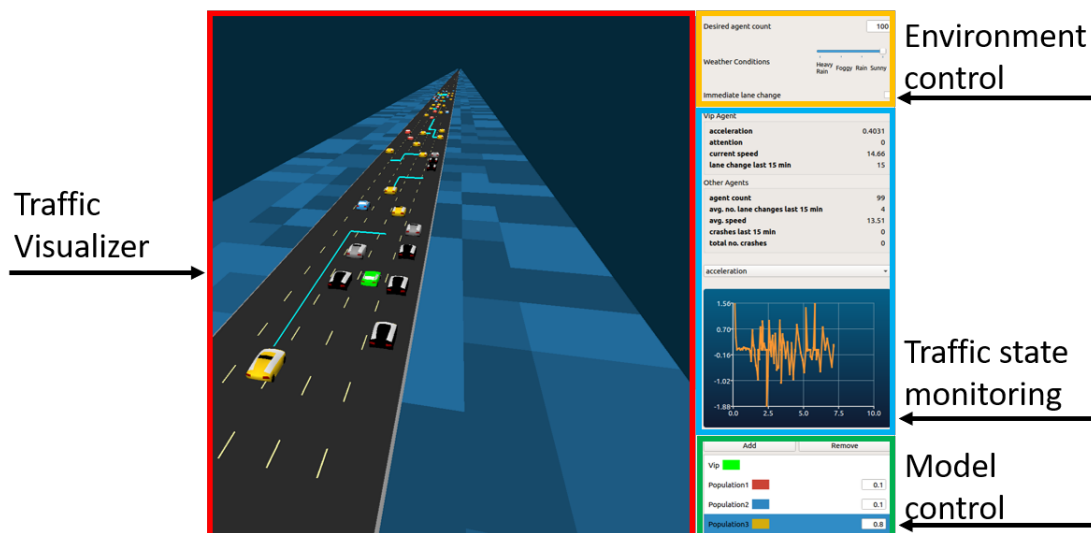 Traffic
Visualizer
Desired agent count 100
Weather Conditions
Heavy Rain Foggy Rain Sunny
Immediate lane change
Environment
control
Vip Agent
acceleration 0.4031
attention 0
current speed 14.66
lane change last 15 min 15
Other Agents
agent count 99
avg. no. lane changes last 15 min 4
avg. speed 13.51
crashes last 15 min 0
total no. crashes 0
acceleration
1.56
0.70
-0.16
-1.02
-1.88
0.0 2.5 5.0 7.5 10.0
Traffic state
monitoring
Add Remove
Vip
Population1 0.1
Population2 0.1
Population3 0.8
Model
control